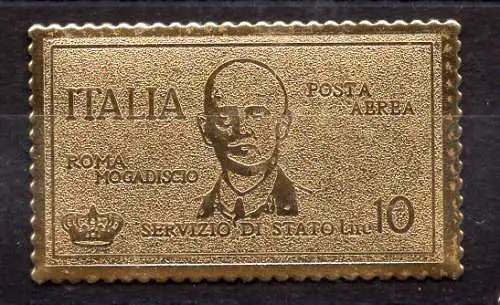 ITALIA
POSTA
AEREA
ROMA
MOGADISCIO
SERVIZIO DI STATO Lire 10